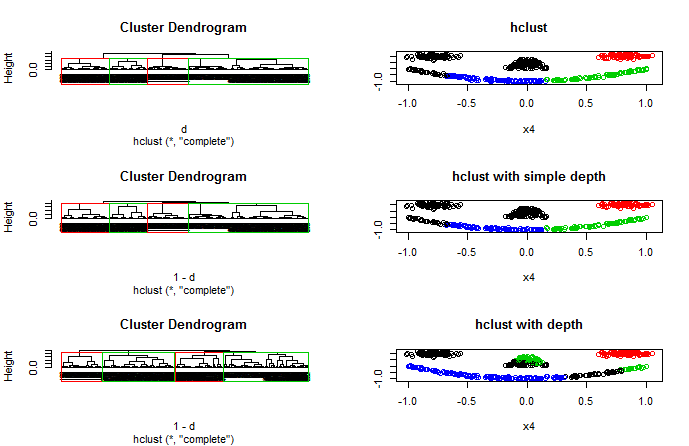 Cluster Dendrogram
Height
0.0
d
hclust (*, "complete")
hclust
-1.0
-1.0 -0.5 0.0 0.5 1.0
x4
Cluster Dendrogram
Height
0.0
1 - d
hclust (*, "complete")
hclust with simple depth
-1.0
-1.0 -0.5 0.0 0.5 1.0
x4
Cluster Dendrogram
Height
0.0
1 - d
hclust (*, "complete")
hclust with depth
-1.0
-1.0 -0.5 0.0 0.5 1.0
x4